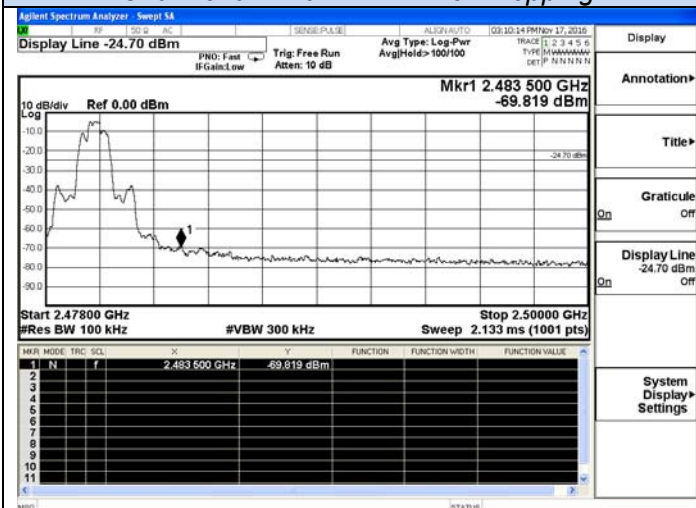 Agilent Spectrum Analyzer - Swept SA
RF 50 Ω AC SENSE:PULSE ALIGN AUTO 03:10:14 PM Nov 17, 2016
Display Line -24.70 dBm
PNO: Fast
IFGain:Low
Trig: Free Run
Atten: 10 dB
Avg Type: Log-Pwr
Avg|Hold:>100/100
TRACE 1 2 3 4 5 6
TYPE M
DET P N N N N N
Mkr1 2.483 500 GHz
-69.819 dBm
10 dB/div Ref 0.00 dBm
Log
-10.0
-20.0
-24.70 dBm
-30.0
-40.0
-50.0
-60.0
1
-70.0
-80.0
-90.0
Start 2.47800 GHz Stop 2.50000 GHz
#Res BW 100 kHz #VBW 300 kHz Sweep 2.133 ms (1001 pts)
MKR MODE TRC SCL X Y FUNCTION FUNCTION WIDTH FUNCTION VALUE
1 N f 2.483 500 GHz -69.819 dBm
2
3
4
5
6
7
8
9
10
11
MSG STATUS
Display
Annotation
Title
Graticule
On Off
Display Line
-24.70 dBm
On Off
System
Display
Settings